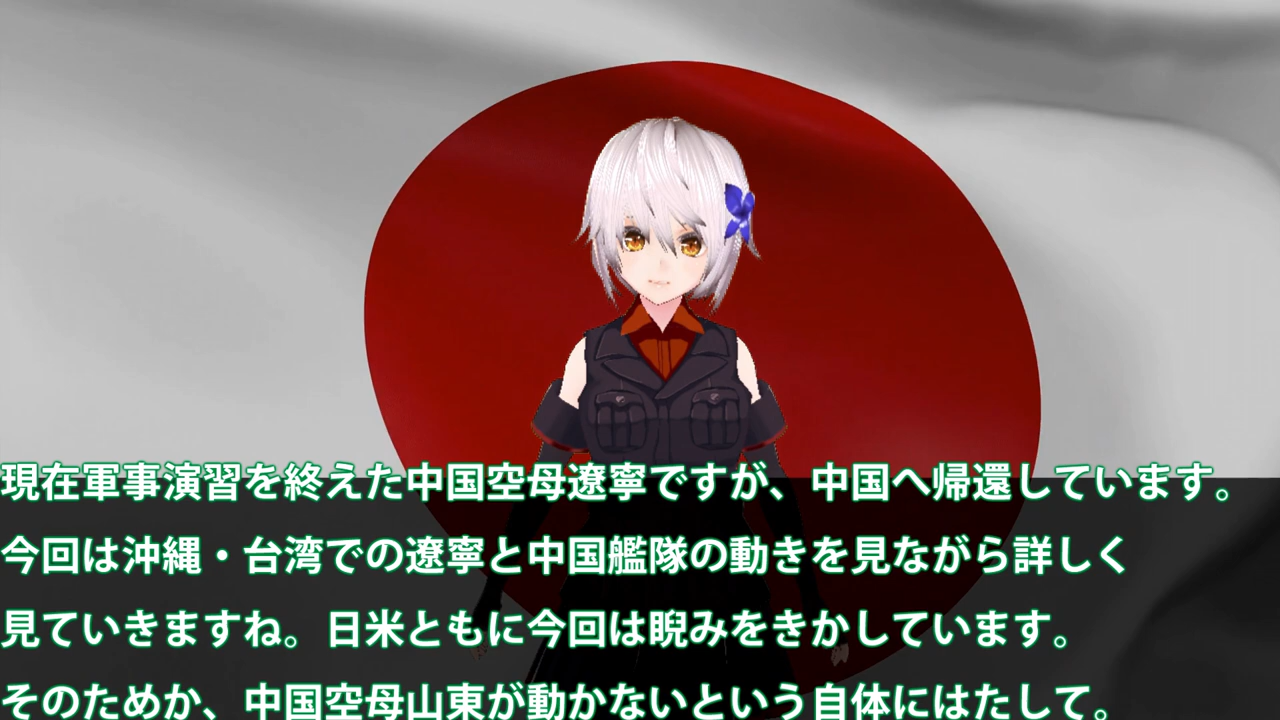 現在軍事演習を終えた中国空母遼寧ですが、中国へ帰還しています。
今回は沖縄・台湾での遼寧と中国艦隊の動きを見ながら詳しく
見ていきますね。日米ともに今回は睨みをきかしています。
そのためか、中国空母山東が動かないという自体にはたして。